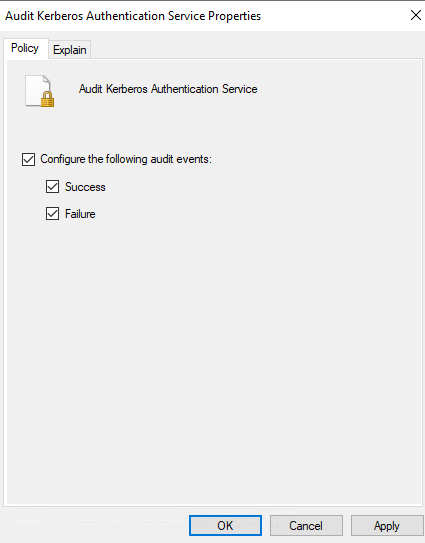 Audit Kerberos Authentication Service Properties
Policy
Explain
Audit Kerberos Authentication Service
Configure the following audit events:
Success
Failure
OK
Cancel
Apply